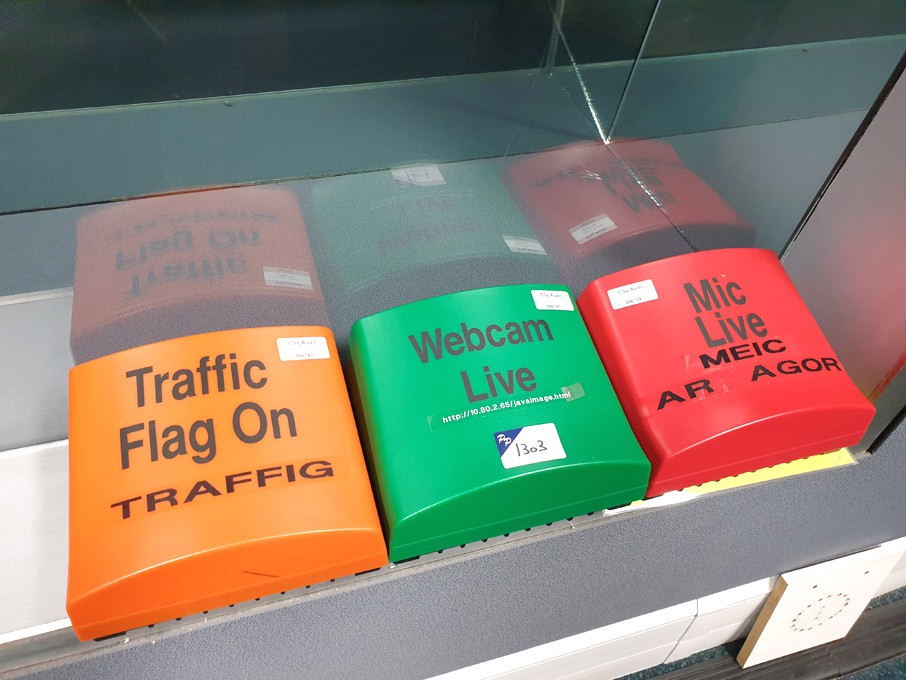 Traffic
Flag On
TRAFFIG
Webcam
Live
http://10.80.2.65/javaimage.html
PP
1303
Mic
Live
MEIC
AR AGOR